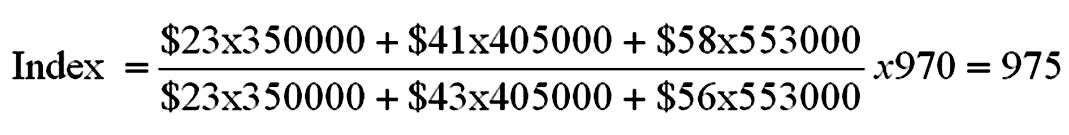 $23x350000 + $41x405000 + $58x553000
Index = x970 = 975
$23x350000 + $43x405000 + $56x553000